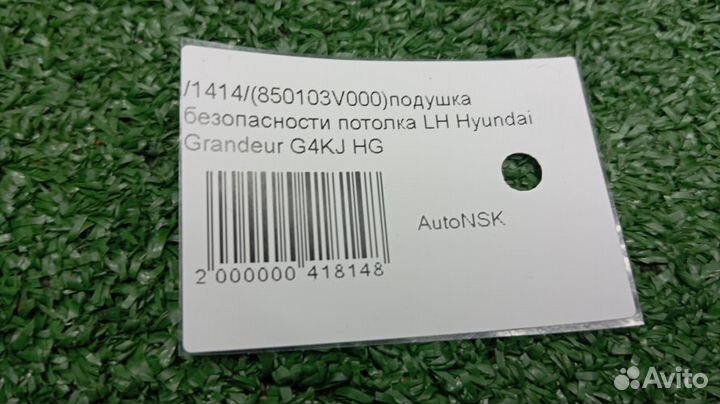 /1414/(850103V000)подушка
безопасности потолка LH Hyundai
Grandeur G4KJ HG
AutoNSK
2 000000 418148
Avito